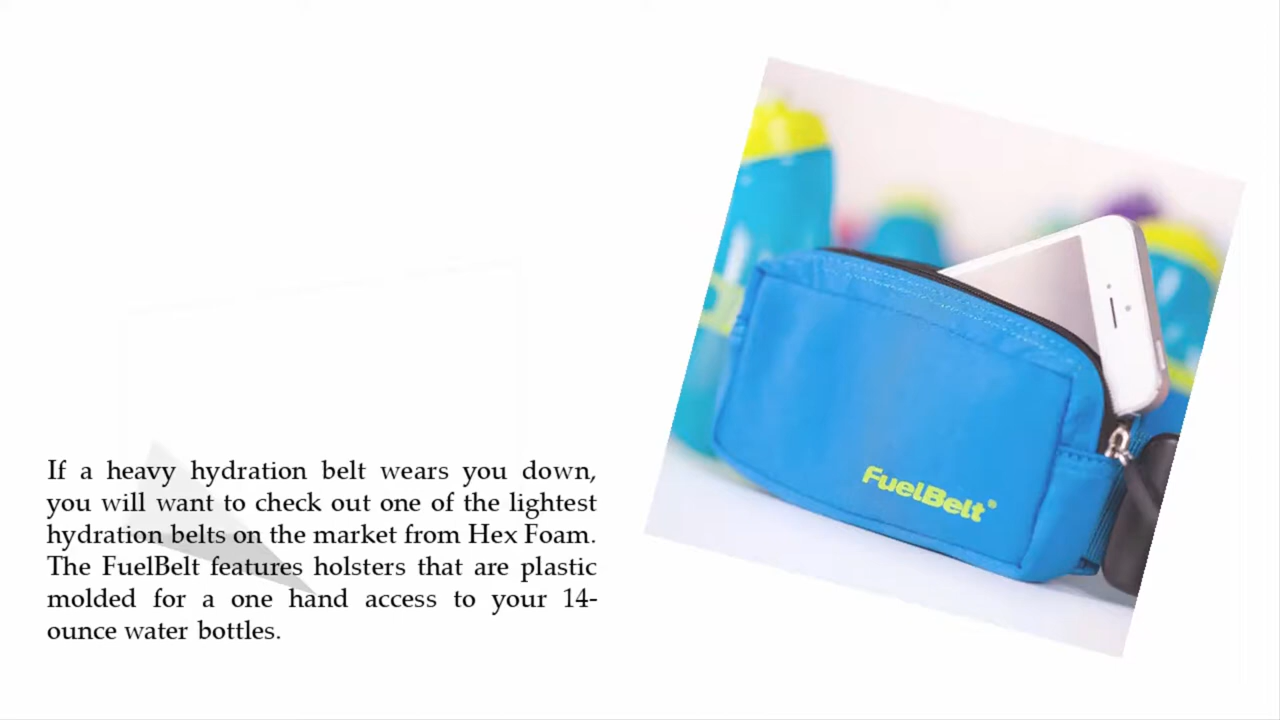 If a heavy hydration belt wears you down,
you will want to check out one of the lightest
hydration belts on the market from Hex Foam.
The FuelBelt features holsters that are plastic
molded for a one hand access to your 14-
ounce water bottles.
FuelBelt®